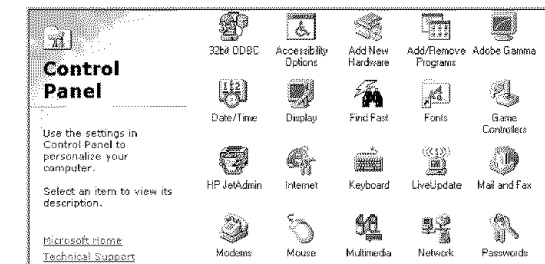 Control
Panel
Use the settings in
Control Panel to
personalize your
computer.
Select an item to view its
description.
Microsoft Home
Technical Support
32bit ODBC
Accessibility
Options
Add New
Hardware
Add/Remove
Programs
Adobe Gamma
Date/Time
Display
Find Fast
Fonts
Game
Controllers
HP JetAdmin
Internet
Keyboard
LiveUpdate
Mail and Fax
Modems
Mouse
Multimedia
Network
Passwords